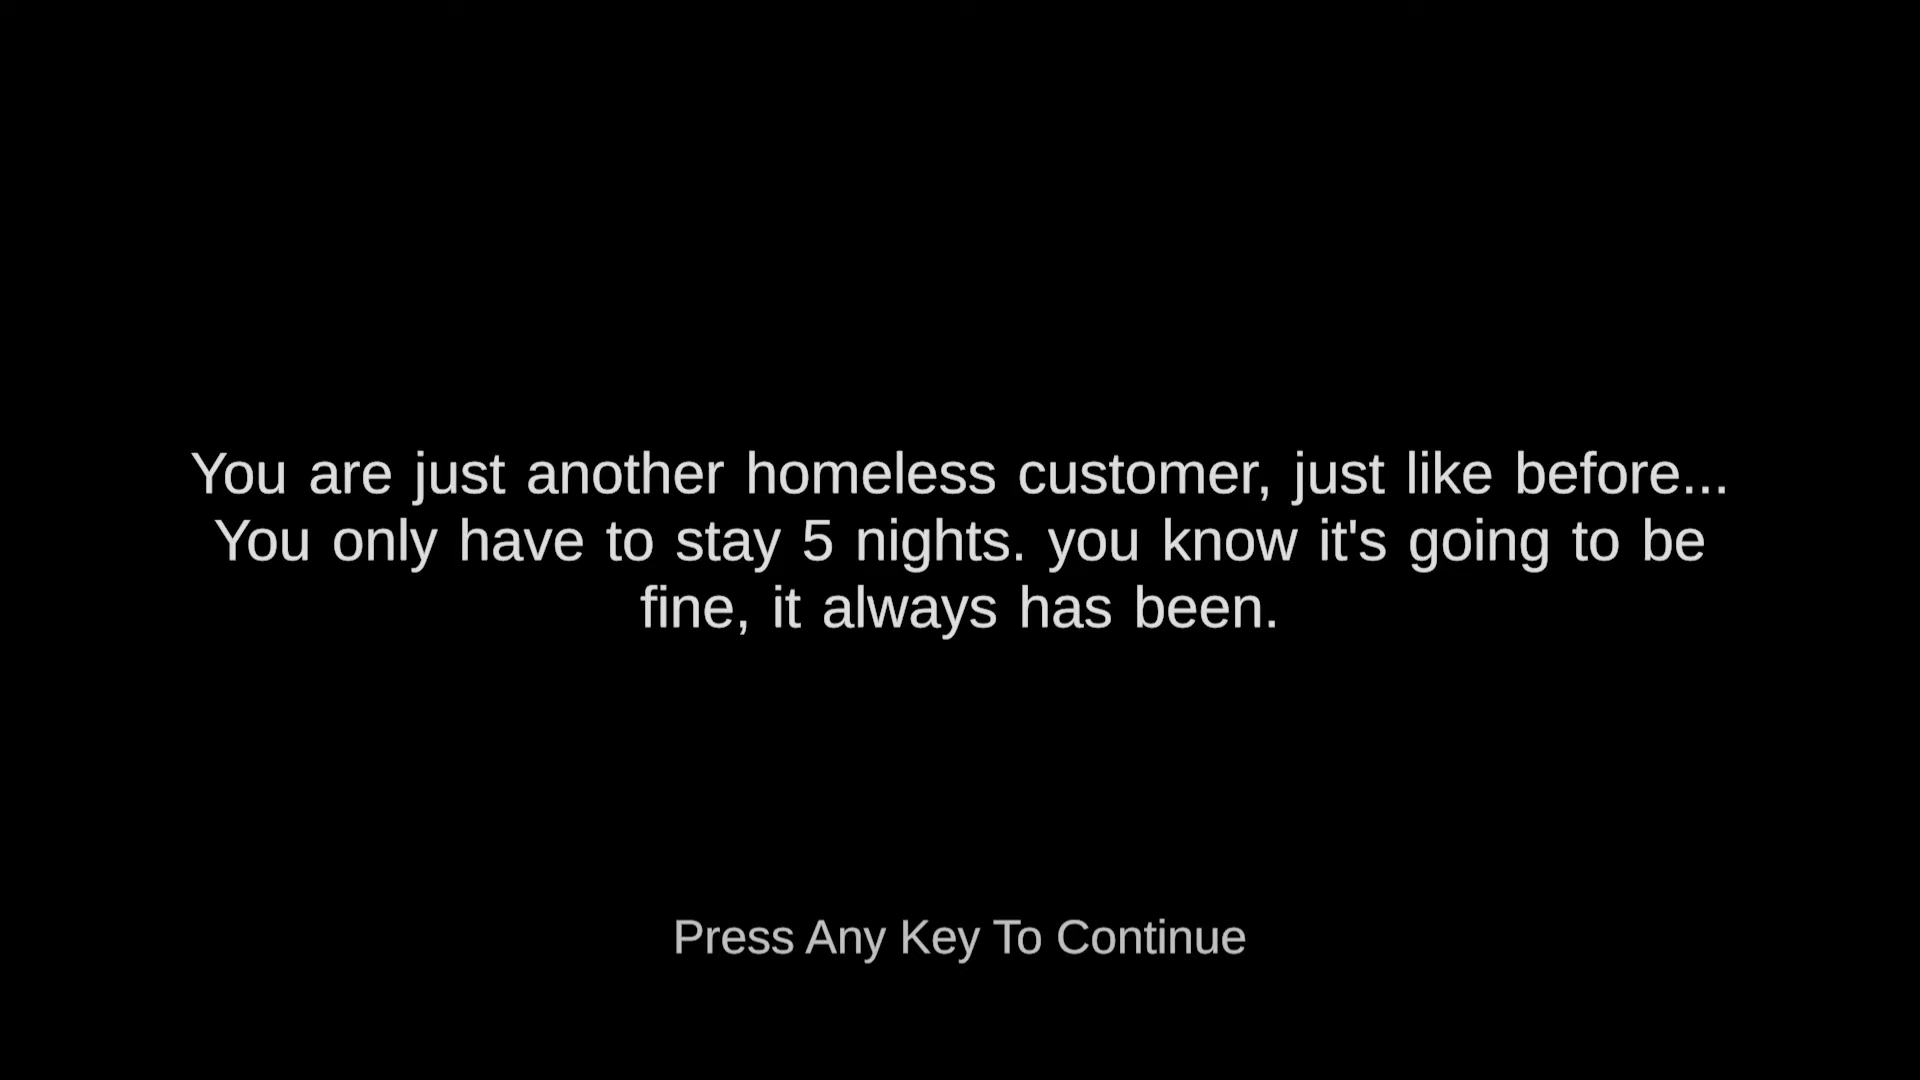 You are just another homeless customer, just like before...
You only have to stay 5 nights. you know it's going to be
fine, it always has been.
Press Any Key To Continue